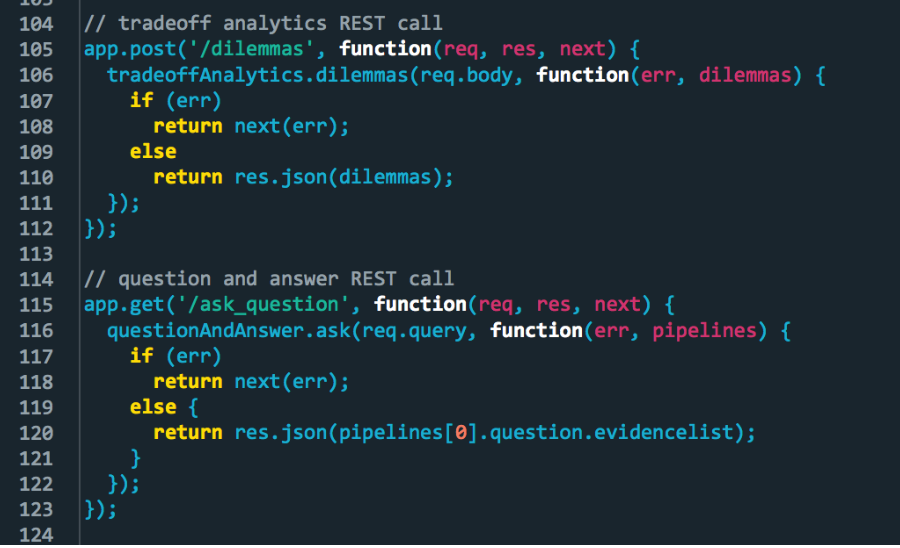 103
104 // tradeoff analytics REST call
105 app.post('/dilemmas', function(req, res, next) {
106   tradeoffAnalytics.dilemmas(req.body, function(err, dilemmas) {
107     if (err)
108       return next(err);
109     else
110       return res.json(dilemmas);
111   });
112 });
113
114 // question and answer REST call
115 app.get('/ask_question', function(req, res, next) {
116   questionAndAnswer.ask(req.query, function(err, pipelines) {
117     if (err)
118       return next(err);
119     else {
120       return res.json(pipelines[0].question.evidencelist);
121     }
122   });
123 });
124